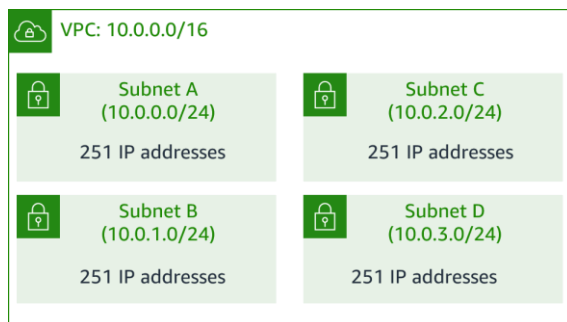 VPC: 10.0.0.0/16
Subnet A
(10.0.0.0/24)
251 IP addresses
Subnet C
(10.0.2.0/24)
251 IP addresses
Subnet B
(10.0.1.0/24)
251 IP addresses
Subnet D
(10.0.3.0/24)
251 IP addresses